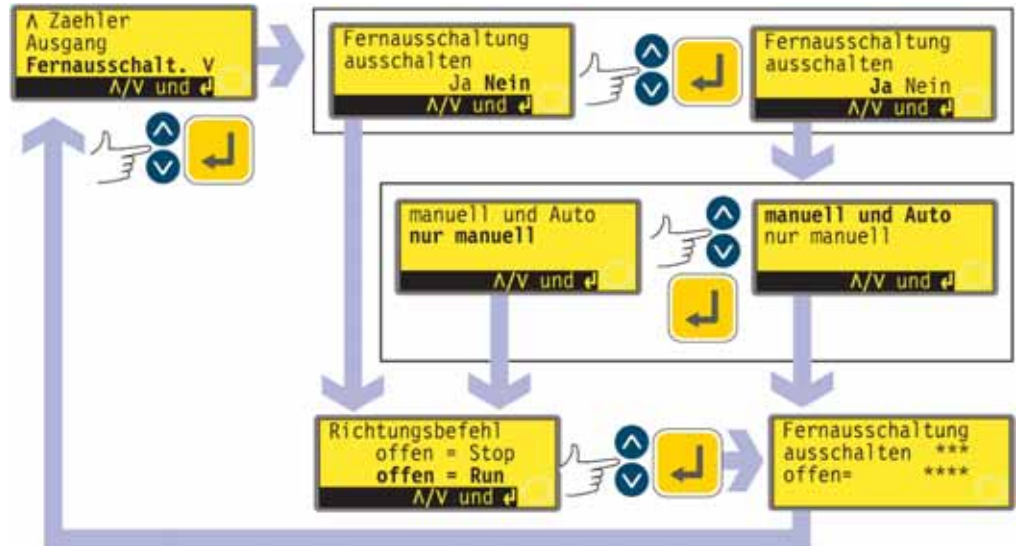 Λ Zaehler
Ausgang
Fernausschalt. V
Λ/V und ↲
Fernausschaltung
ausschalten
Ja Nein
Λ/V und ↲
Fernausschaltung
ausschalten
Ja Nein
Λ/V und ↲
manuell und Auto
nur manuell
Λ/V und ↲
manuell und Auto
nur manuell
Λ/V und ↲
Richtungsbefehl
offen = Stop
offen = Run
Λ/V und ↲
Fernausschaltung
ausschalten ***
offen= ****